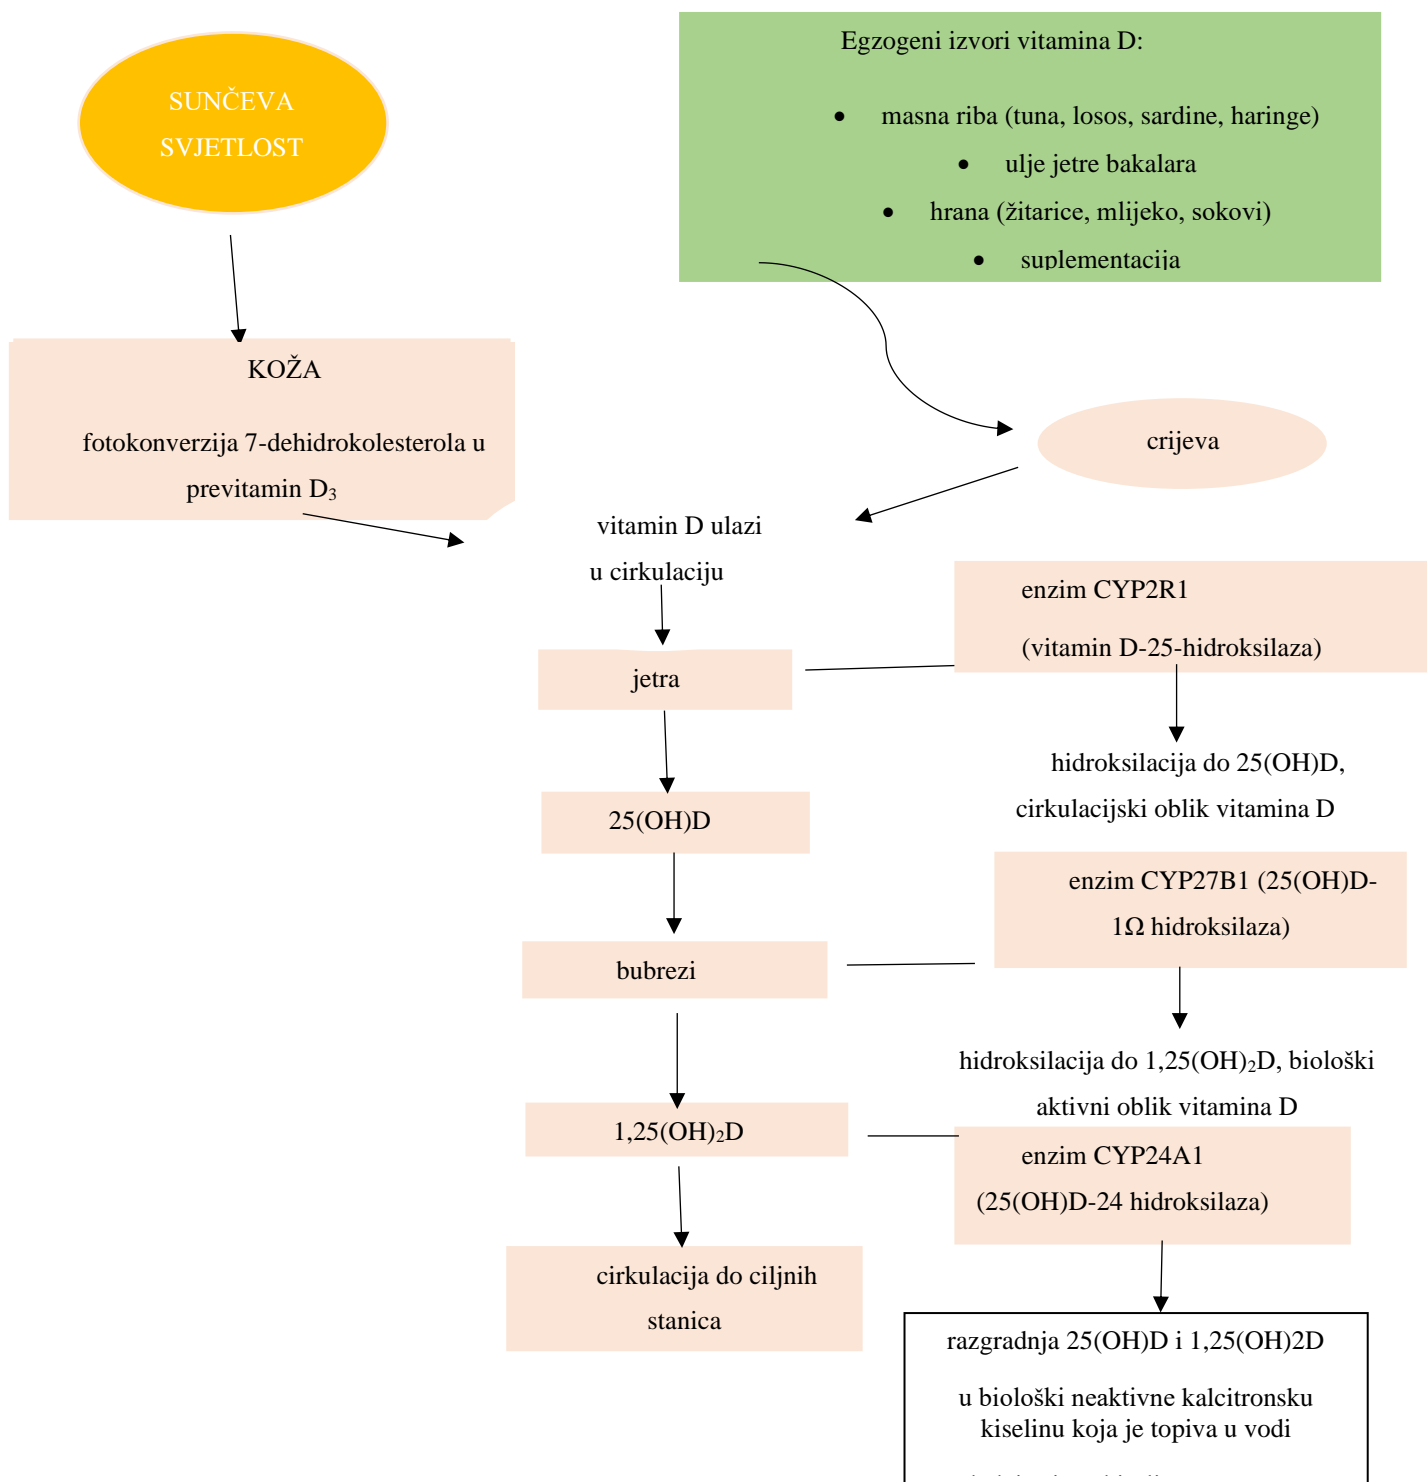 SUNČEVA
SVJETLOST
Egzogeni izvori vitamina D:
• masna riba (tuna, losos, sardine, haringe)
• ulje jetre bakalara
• hrana (žitarice, mlijeko, sokovi)
• suplementacija
KOŽA
fotokonverzija 7-dehidrokolesterola u
previtamin D₃
crijeva
vitamin D ulazi
u cirkulaciju
enzim CYP2R1
(vitamin D-25-hidroksilaza)
jetra
hidroksilacija do 25(OH)D,
cirkulacijski oblik vitamina D
25(OH)D
enzim CYP27B1 (25(OH)D-
1Ω hidroksilaza)
bubrezi
hidroksilacija do 1,25(OH)₂D, biološki
aktivni oblik vitamina D
1,25(OH)₂D
enzim CYP24A1
(25(OH)D-24 hidroksilaza)
cirkulacija do ciljnih
stanica
razgradnja 25(OH)D i 1,25(OH)2D
u biološki neaktivne kalcitronsku
kiselinu koja je topiva u vodi